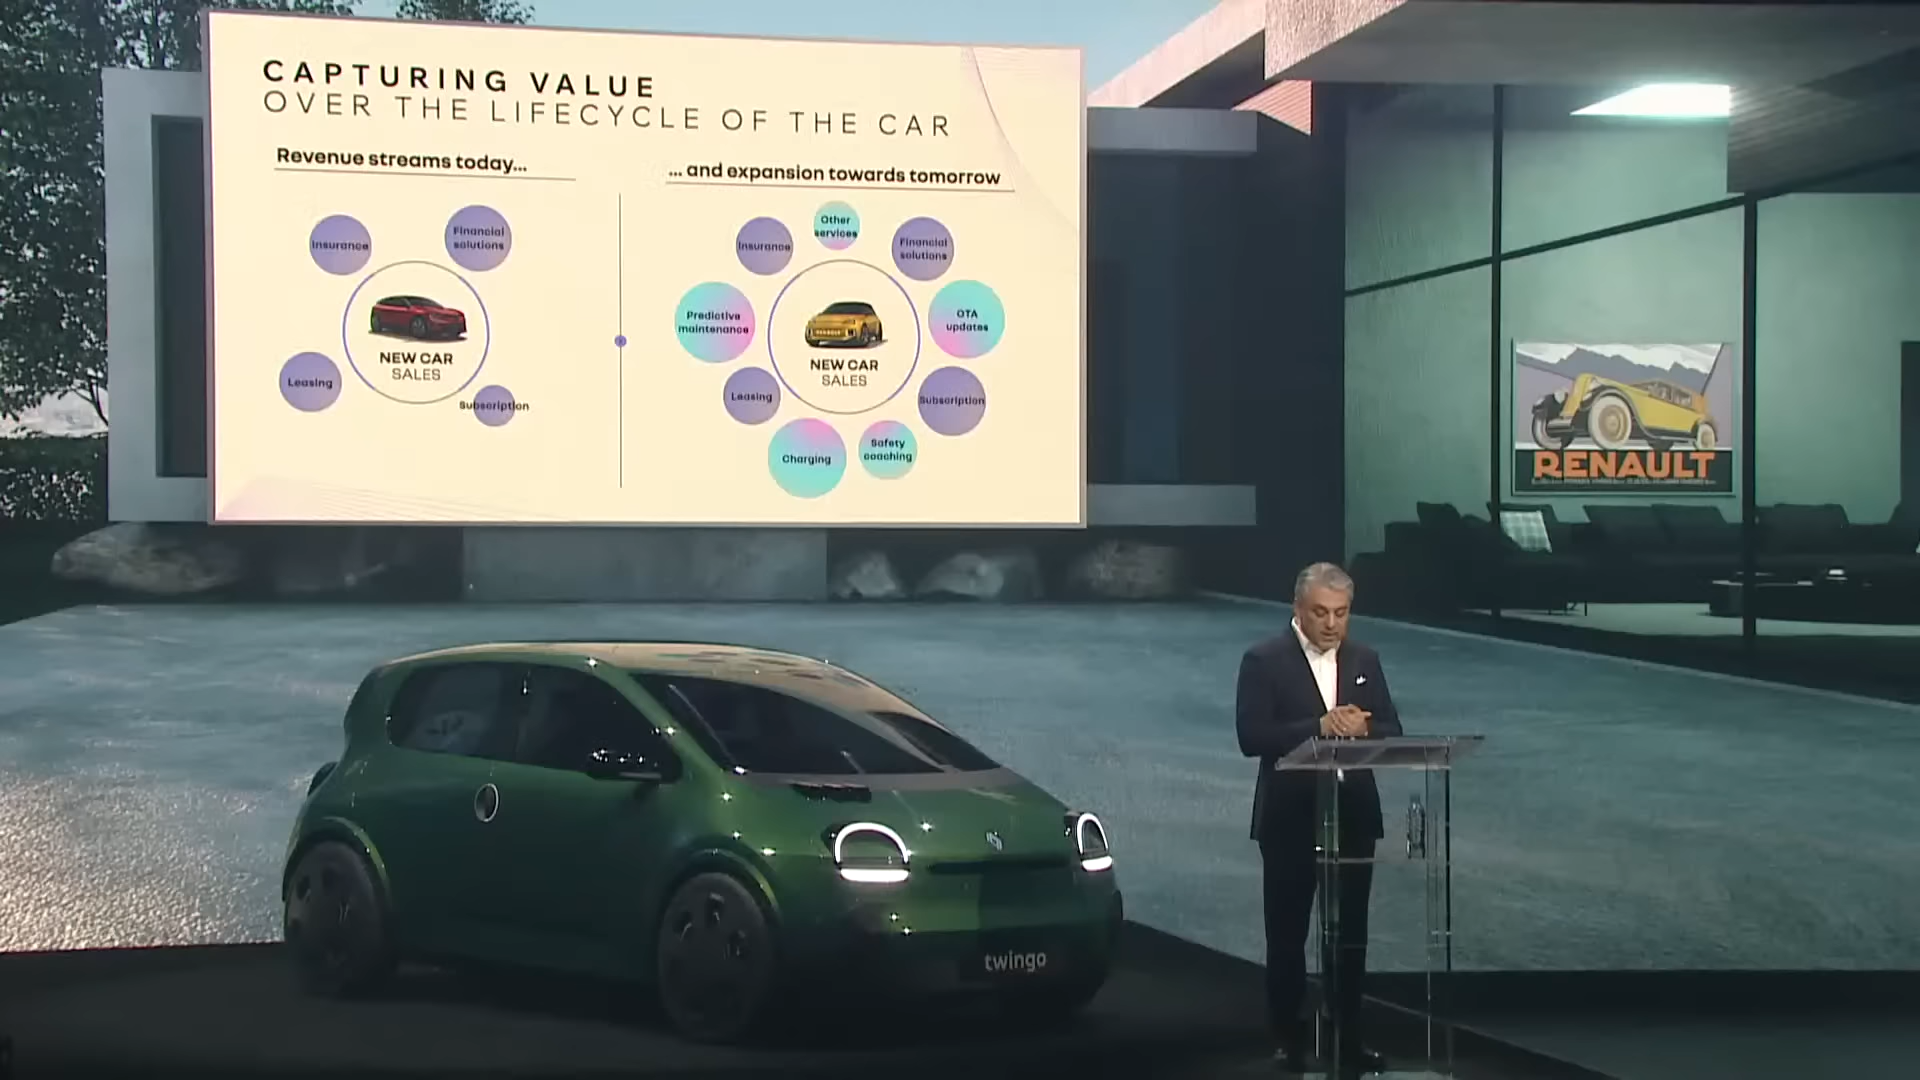 CAPTURING VALUE
OVER THE LIFECYCLE OF THE CAR
Revenue streams today...
Insurance
Financial
solutions
NEW CAR
SALES
Leasing
Subscription
... and expansion towards tomorrow
Other
services
Insurance
Financial
solutions
Predictive
maintenance
OTA
updates
NEW CAR
SALES
Leasing
Subscription
Charging
Safety
coaching
RENAULT
twingo